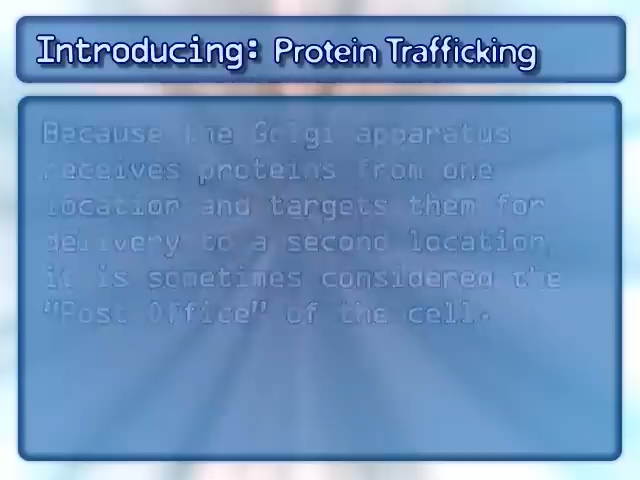 Introducing: Protein Trafficking
Because the Golgi apparatus
receives proteins from one
location and targets them for
delivery to a second location,
it is sometimes considered the
"Post Office" of the cell.